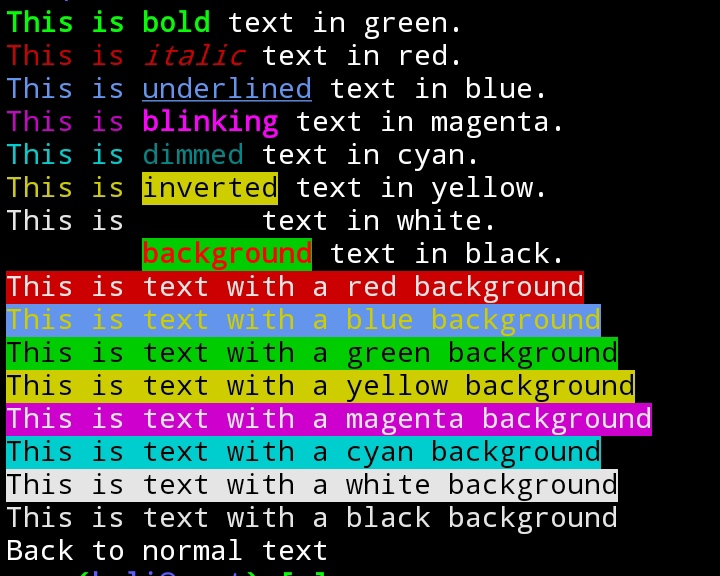 This is bold text in green.
This is italic text in red.
This is underlined text in blue.
This is blinking text in magenta.
This is dimmed text in cyan.
This is inverted text in yellow.
This is text in white.
background text in black.
This is text with a red background
This is text with a blue background
This is text with a green background
This is text with a yellow background
This is text with a magenta background
This is text with a cyan background
This is text with a white background
This is text with a black background
Back to normal text